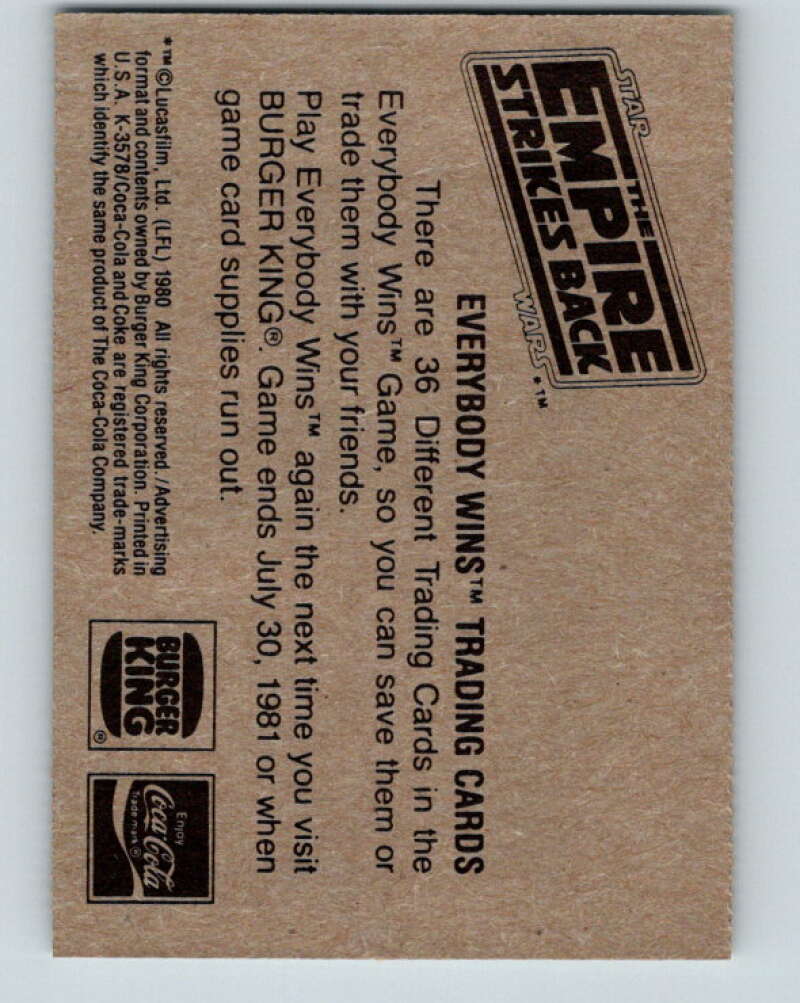 STAR
THE
EMPIRE
STRIKES BACK
WARS *™
EVERYBODY WINS™ TRADING CARDS
There are 36 Different Trading Cards in the
Everybody Wins™ Game, so you can save them or
trade them with your friends.
Play Everybody Wins™ again the next time you visit
BURGER KING®. Game ends July 30, 1981 or when
game card supplies run out.
*™©Lucasfilm, Ltd. (LFL) 1980 All rights reserved./Advertising
format and contents owned by Burger King Corporation. Printed in
U.S.A. K-3578/Coca-Cola and Coke are registered trade-marks
which identify the same product of The Coca-Cola Company.
BURGER
KING
®
Enjoy
Coca-Cola
Trade-mark®